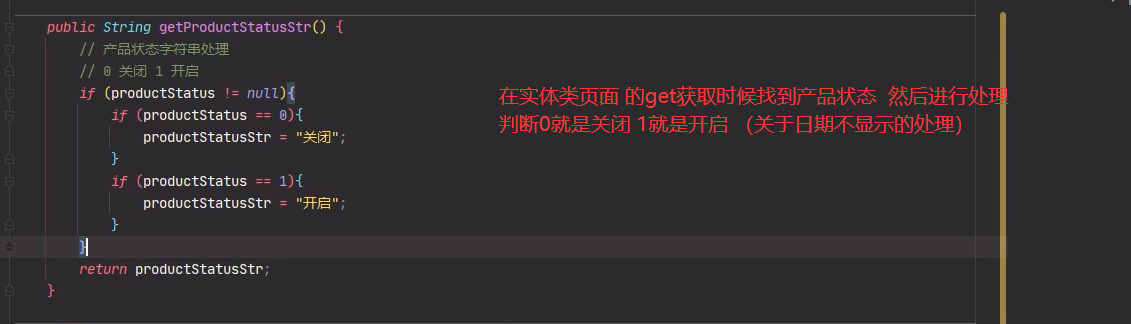 public String getProductStatusStr() {
// 产品状态字符串处理
// 0 关闭 1 开启
if (productStatus != null){
if (productStatus == 0){
productStatusStr = "关闭";
}
if (productStatus == 1){
productStatusStr = "开启";
}
}
return productStatusStr;
}
在实体类页面 的get获取时候找到产品状态 然后进行处理
判断0就是关闭 1就是开启 （关于日期不显示的处理）